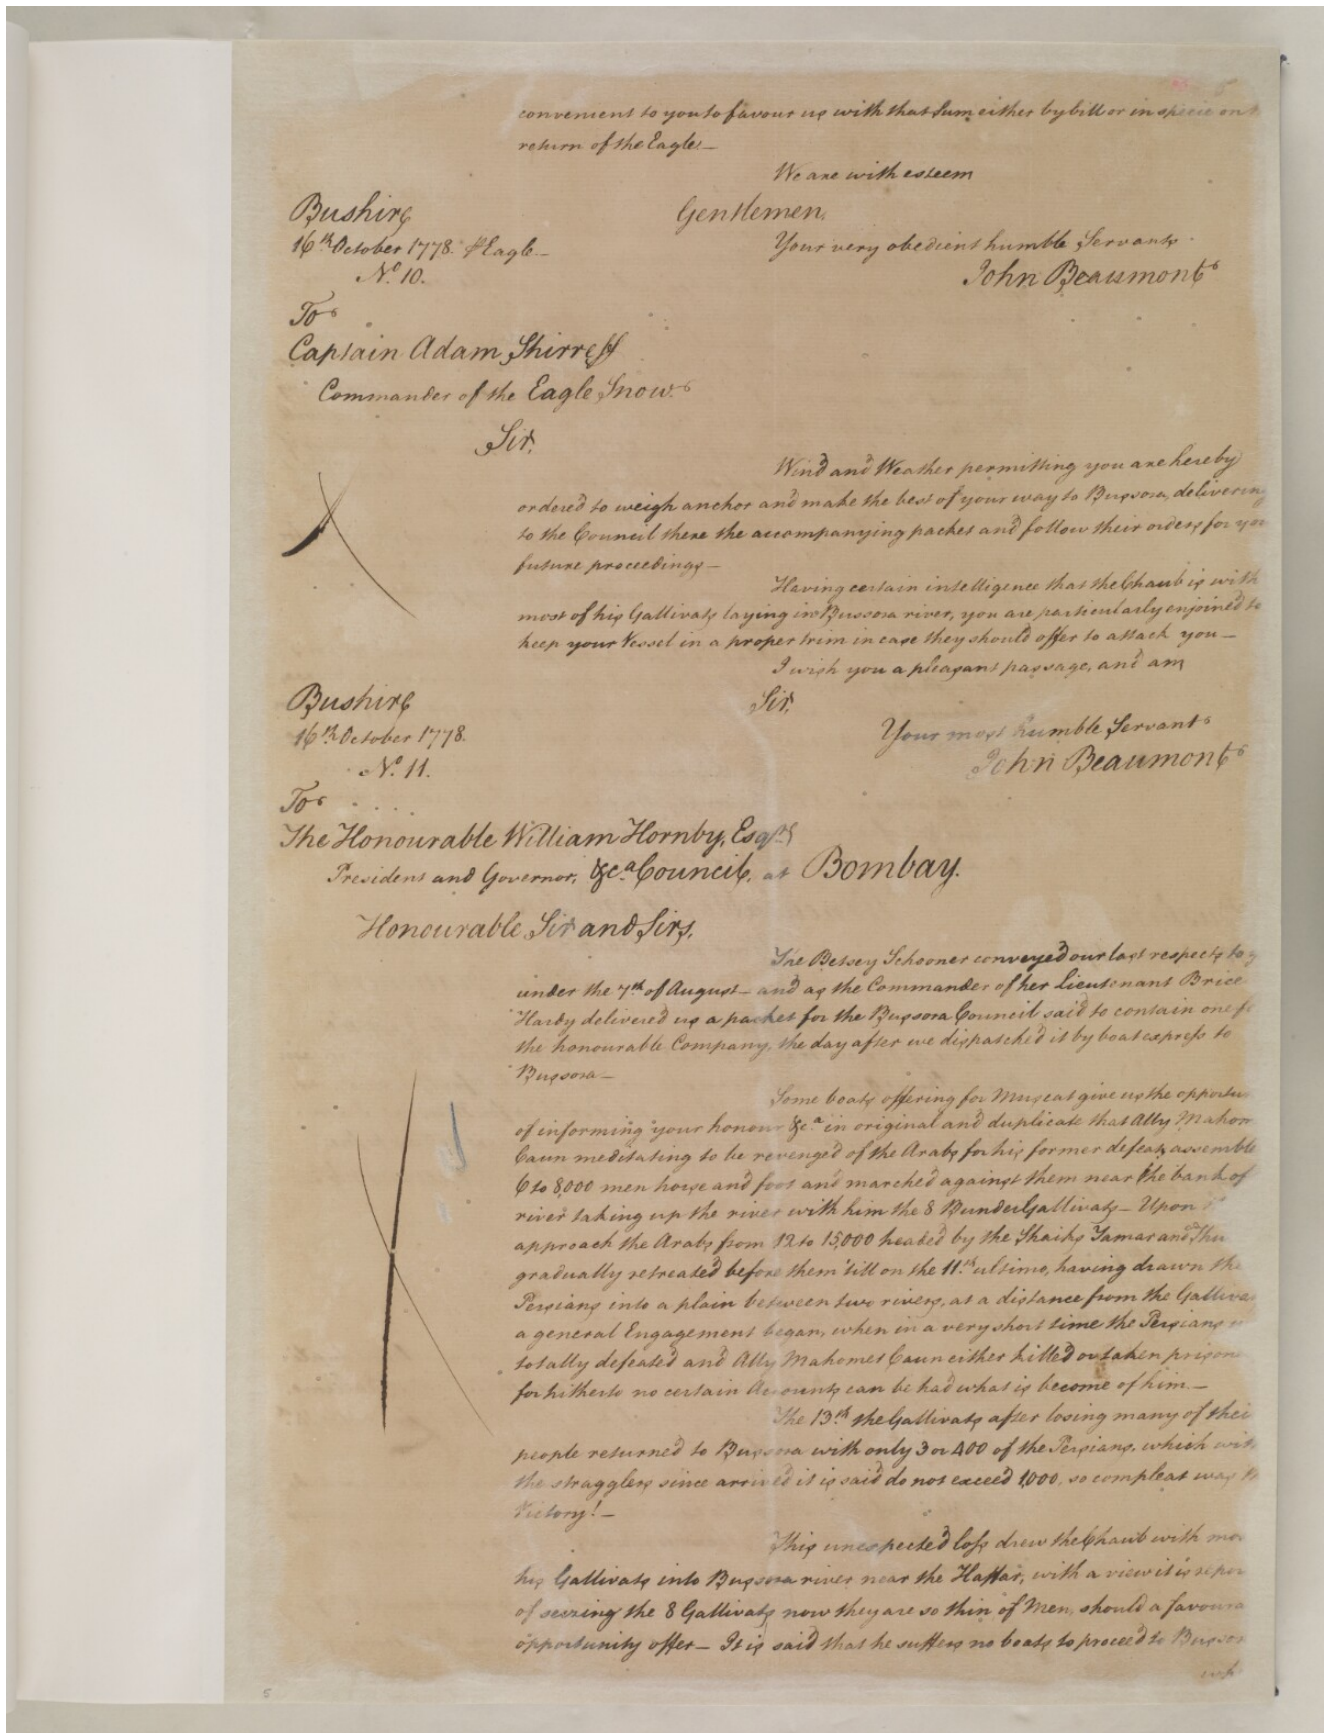 5
convenient to you to favour us with that Sum either by bill or in specie on
return of the Eagle —
We are with esteem
Gentlemen,
Bushire
16th. October 1778. ⅌ Eagle —
Your very obedient humble Servants
John Beaumont &
No. 10.
To
Captain Adam Shirreff
Commander of the Eagle Snow.
Sir,
Wind and Weather permitting you are hereby
ordered to weigh anchor and make the best of your way to Bussora, delivering
to the Council there the accompanying packet and follow their orders for you
future proceedings —
Having certain intelligence that the Chaub is with
most of his Gallivats laying in Bussora river, you are particularly enjoined to
keep your Vessel in a proper trim in case they should offer to attack you —
I wish you a pleasant passage, and am
Bushire
Sir,
16th. October 1778.
Your most humble Servant
John Beaumont
No. 11.
To
The Honourable William Hornby, Esqr.
President and Governor, &ca. Council, at Bombay.
Honourable Sir and Sirs,
The Betsey Schooner conveyed our last respects to
under the 7th of August — and as the Commander of her Lieutenant Brice
Hardy delivered us a packet for the Bussora Council said to contain one
the honourable Company, the day after we dispatched it by boat express to
Bussora —
Some boats offering for Muscat give us the opportu
of informing your honour &ca. in original and duplicate that Ally Mahom
Caun meditating to be revenged of the Arabs for his former defeat, assemble
6 to 8,000 men horse and foot and marched against them near the bank of
river taking up the river with him the 8 Bunder Gallivats — Upon
approach the Arabs from 12 to 15,000 headed by the Shaiks Tamar and
gradually retreated before them 'till on the 11th. ultimo, having drawn the
Persians into a plain between two rivers, at a distance from the Galliva
a general Engagement began, when in a very short time the Persians
totally defeated and Ally Mahomet Caun either killed or taken prison
for hitherto no certain Accounts can be had what is become of him —
The 13th. the Gallivats after losing many of thei
people returned to Bussora with only 3 or 400 of the Persians, which wit
the stragglers since arrived it is said do not exceed 1,000, so compleat was
Victory! —
This unexpected loss drew the Chaub with mo
his Gallivats into Bussora river near the Haffar, with a view it is repor
of seizing the 8 Gallivats now they are so thin of Men, should a favoura
opportunity offer — It is said that he suffers no boats to proceed to Bussor
5